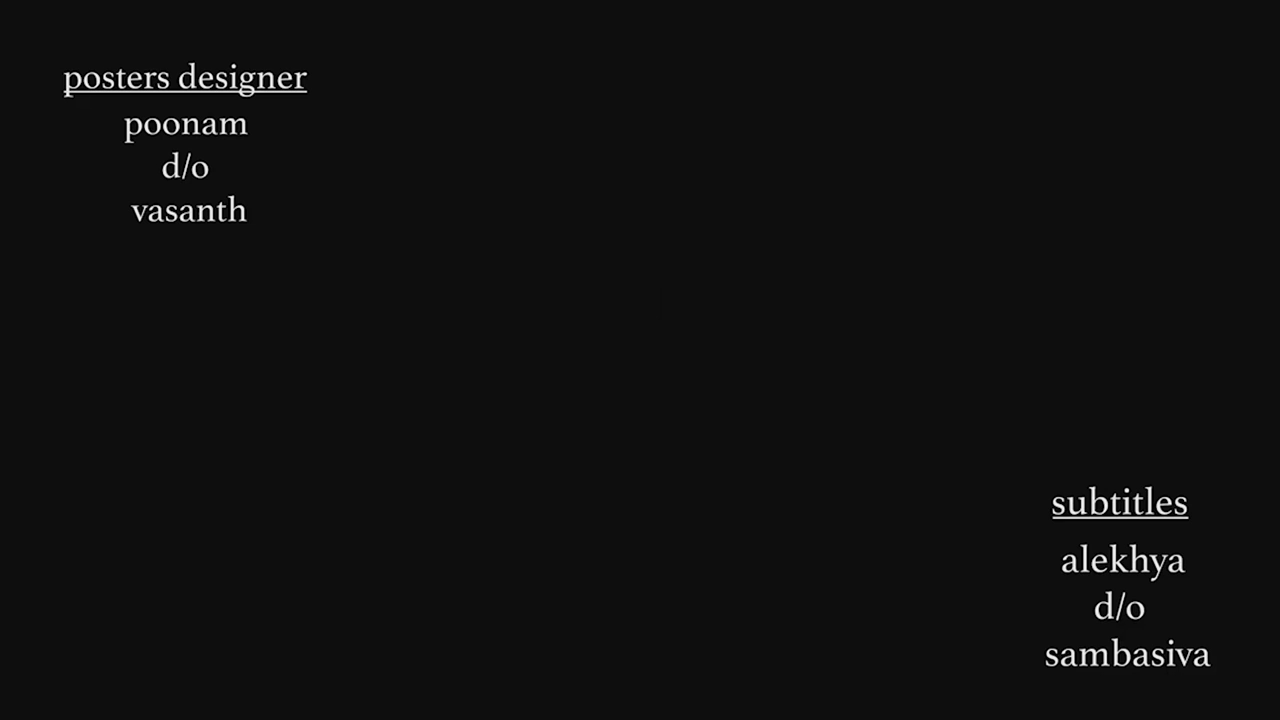 posters designer
poonam
d/o
vasanth
subtitles
alekhya
d/o
sambasiva